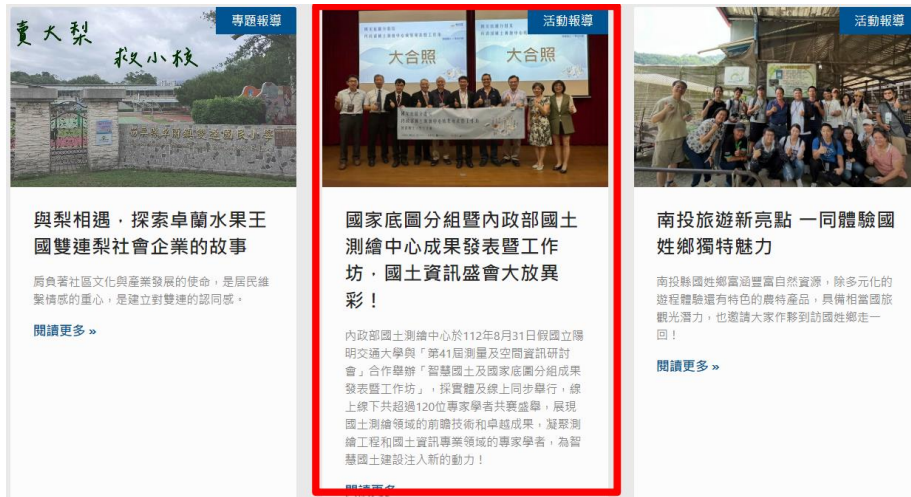 專題報導
賣大梨
救小校
與梨相遇，探索卓蘭水果王
國雙連梨社會企業的故事
肩負著社區文化與產業發展的使命，是居民維
繫情感的重心，是建立對雙連的認同感。
閱讀更多 »
活動報導
大合照
大合照
國家底圖分組暨內政部國土
測繪中心成果發表暨工作
坊，國土資訊盛會大放異
彩！
內政部國土測繪中心於112年8月31日假國立陽
明交通大學與「第41屆測量及空間資訊研討
會」合作舉辦「智慧國土及國家底圖分組成果
發表暨工作坊」，採實體及線上同步舉行，線
上線下共超過120位專家學者共襄盛舉，展現
國土測繪領域的前瞻技術和卓越成果，凝聚測
繪工程和國土資訊專業領域的專家學者，為智
慧國土建設注入新的動力！
閱讀更多
活動報導
南投旅遊新亮點 一同體驗國
姓鄉獨特魅力
南投縣國姓鄉富涵豐富自然資源，除多元化的
遊程體驗還有特色的農特產品，具備相當國旅
觀光潛力，也邀請大家作夥到訪國姓鄉走一
回！
閱讀更多 »